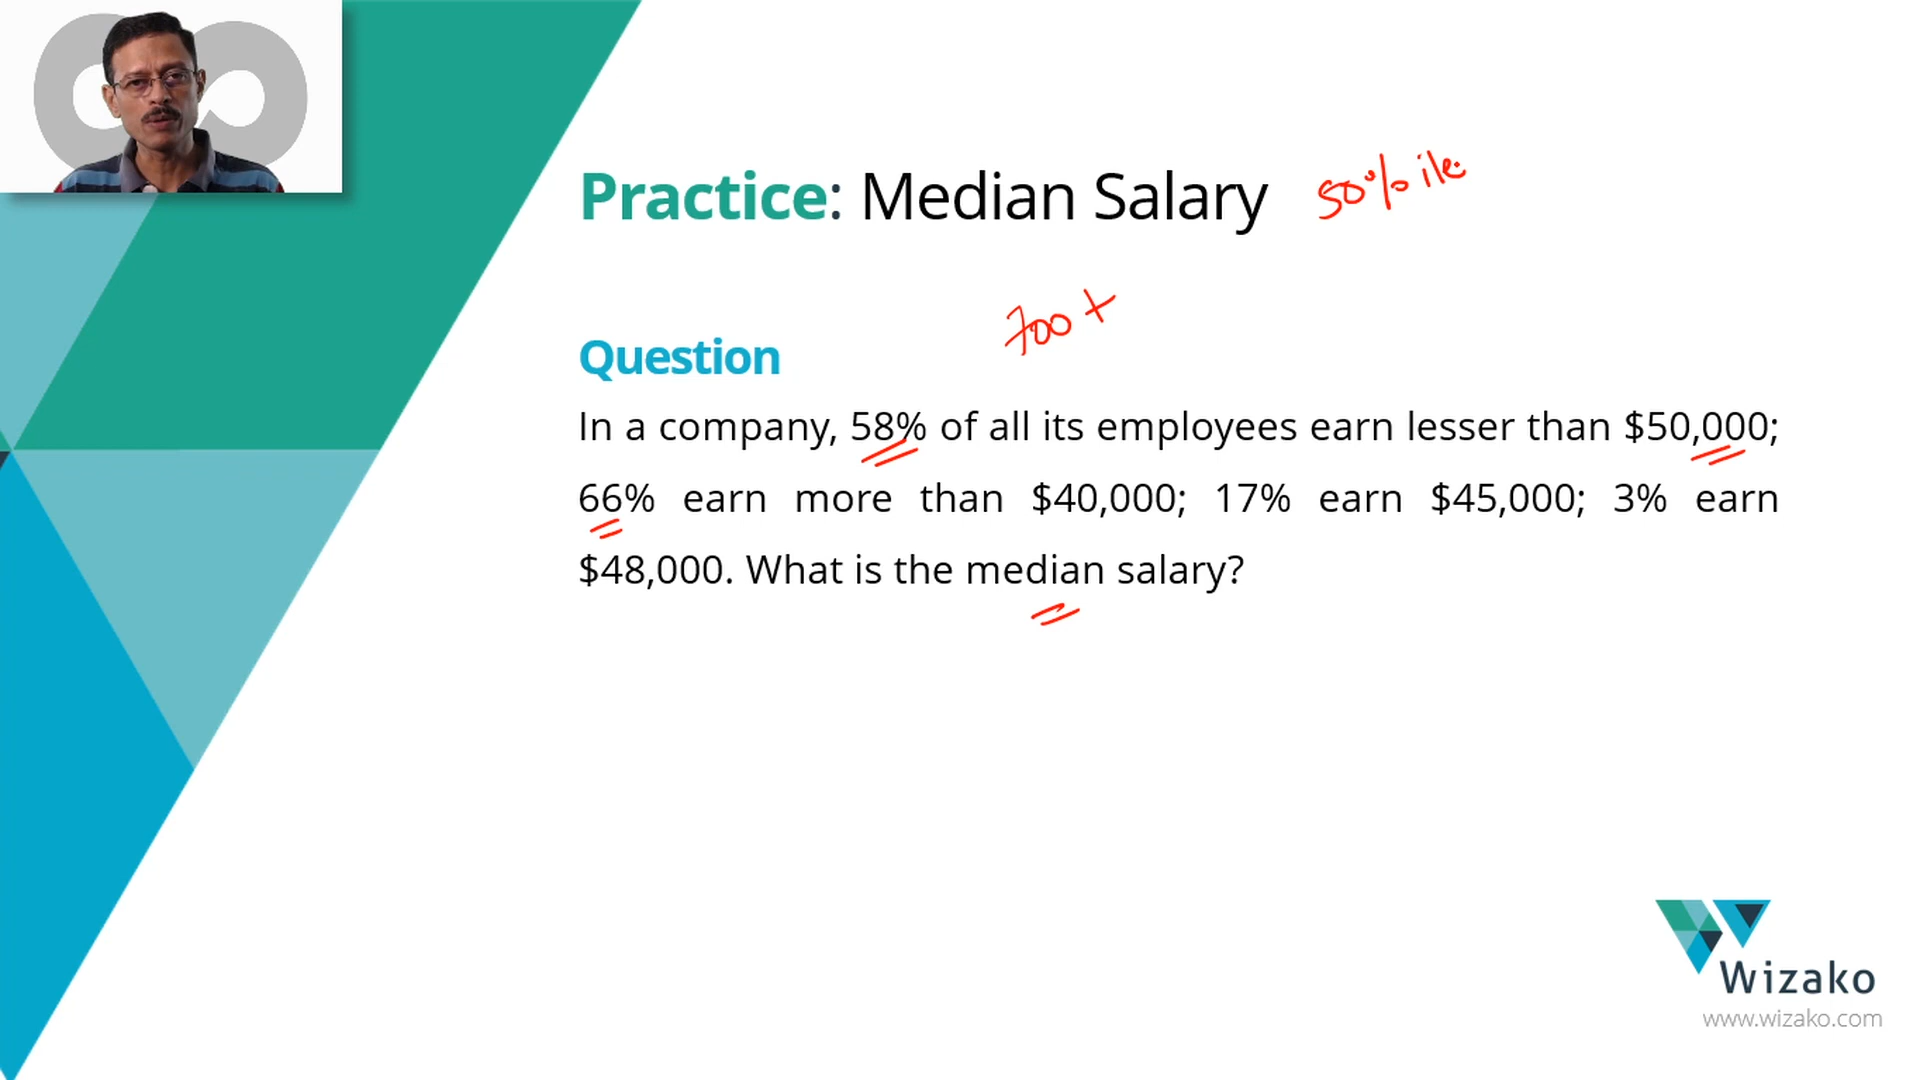 Practice: Median Salary 50%ile
700+
Question
In a company, 58% of all its employees earn lesser than $50,000;
66% earn more than $40,000; 17% earn $45,000; 3% earn
$48,000. What is the median salary?
Wizako
www.wizako.com